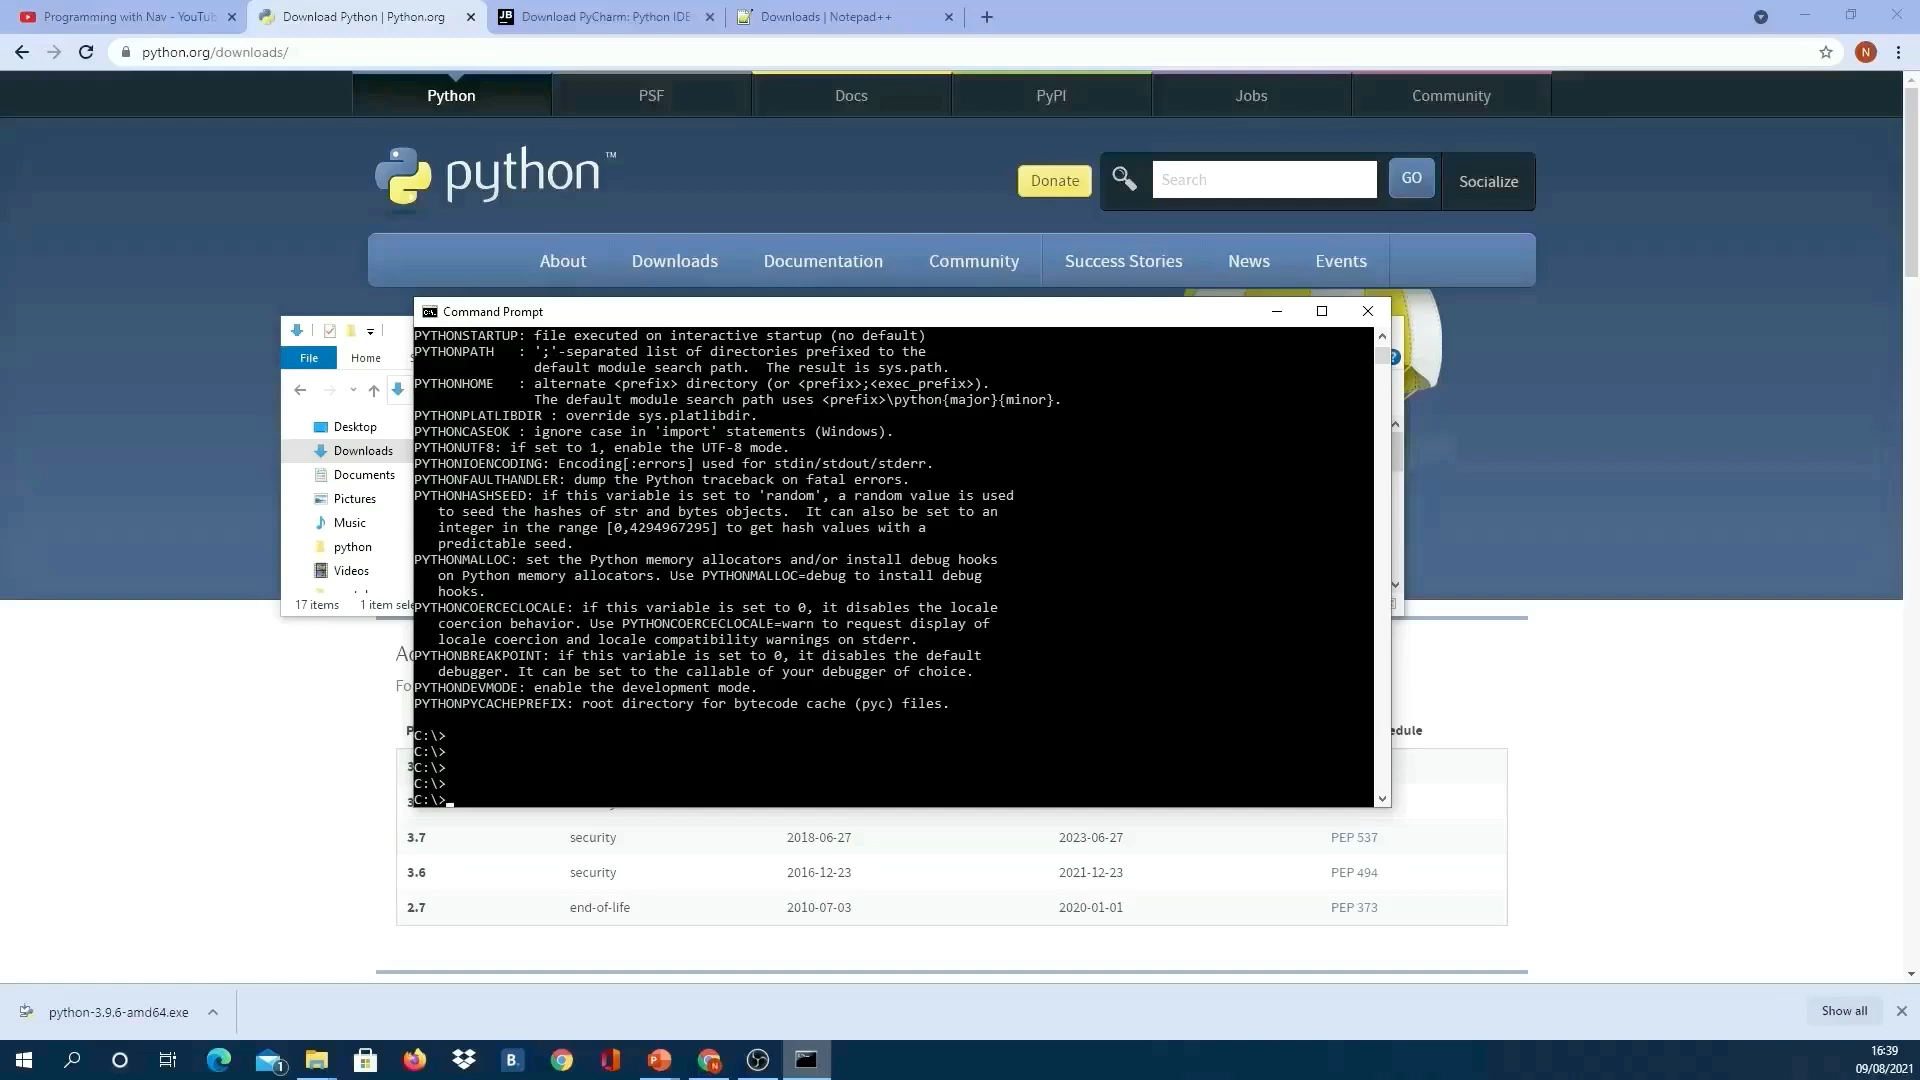 Programming with Nav - YouTu
Download Python | Python.org
Download PyCharm: Python IDE
Downloads | Notepad++
python.org/downloads/
N
Python
PSF
Docs
PyPI
Jobs
Community
python™
Donate
Search
GO
Socialize
About
Downloads
Documentation
Community
Success Stories
News
Events
File
Home
Desktop
Downloads
Documents
Pictures
Music
python
Videos
17 items
1 item sele
Command Prompt
PYTHONSTARTUP: file executed on interactive startup (no default)
PYTHONPATH   : ';'-separated list of directories prefixed to the
default module search path.  The result is sys.path.
PYTHONHOME   : alternate <prefix> directory (or <prefix>;<exec_prefix>).
The default module search path uses <prefix>\python{major}{minor}.
PYTHONPLATLIBDIR : override sys.platlibdir.
PYTHONCASEOK : ignore case in 'import' statements (Windows).
PYTHONUTF8: if set to 1, enable the UTF-8 mode.
PYTHONIOENCODING: Encoding[:errors] used for stdin/stdout/stderr.
PYTHONFAULTHANDLER: dump the Python traceback on fatal errors.
PYTHONHASHSEED: if this variable is set to 'random', a random value is used
to seed the hashes of str and bytes objects.  It can also be set to an
integer in the range [0,4294967295] to get hash values with a
predictable seed.
PYTHONMALLOC: set the Python memory allocators and/or install debug hooks
on Python memory allocators. Use PYTHONMALLOC=debug to install debug
hooks.
PYTHONCOERCECLOCALE: if this variable is set to 0, it disables the locale
coercion behavior. Use PYTHONCOERCECLOCALE=warn to request display of
locale coercion and locale compatibility warnings on stderr.
PYTHONBREAKPOINT: if this variable is set to 0, it disables the default
debugger. It can be set to the callable of your debugger of choice.
PYTHONDEVMODE: enable the development mode.
PYTHONPYCACHEPREFIX: root directory for bytecode cache (pyc) files.
C:\>
C:\>
C:\>
C:\>
C:\>
edule
3.7 security 2018-06-27 2023-06-27 PEP 537
3.6 security 2016-12-23 2021-12-23 PEP 494
2.7 end-of-life 2010-07-03 2020-01-01 PEP 373
python-3.9.6-amd64.exe
Show all
16:39
09/08/2021